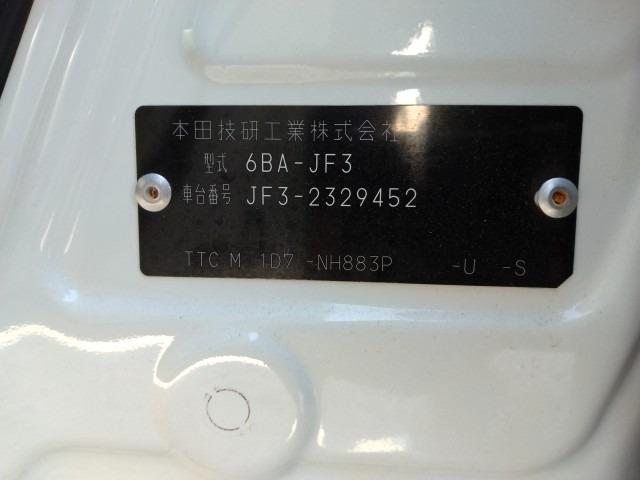 本田技研工業株式会社
型式 6BA-JF3
車台番号 JF3-2329452
TTC M 1D7 -NH883P -U -S